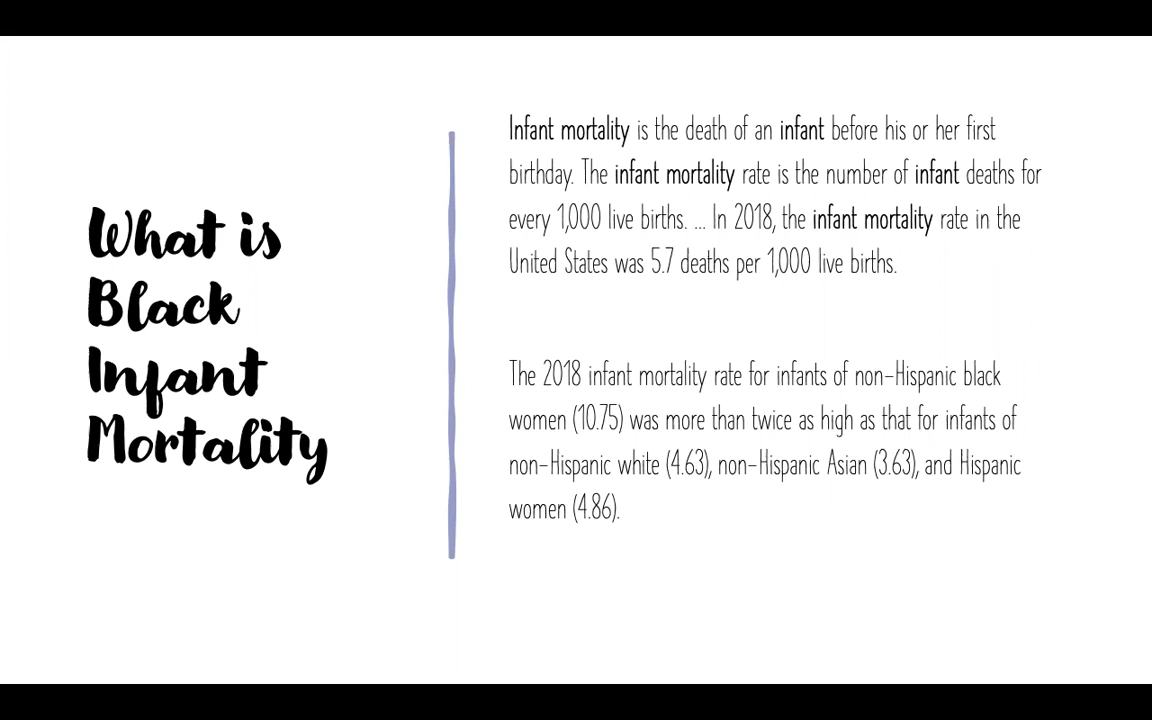 What is
Black
Infant
Mortality
Infant mortality is the death of an infant before his or her first
birthday. The infant mortality rate is the number of infant deaths for
every 1,000 live births. ... In 2018, the infant mortality rate in the
United States was 5.7 deaths per 1,000 live births.
The 2018 infant mortality rate for infants of non-Hispanic black
women (10.75) was more than twice as high as that for infants of
non-Hispanic white (4.63), non-Hispanic Asian (3.63), and Hispanic
women (4.86).